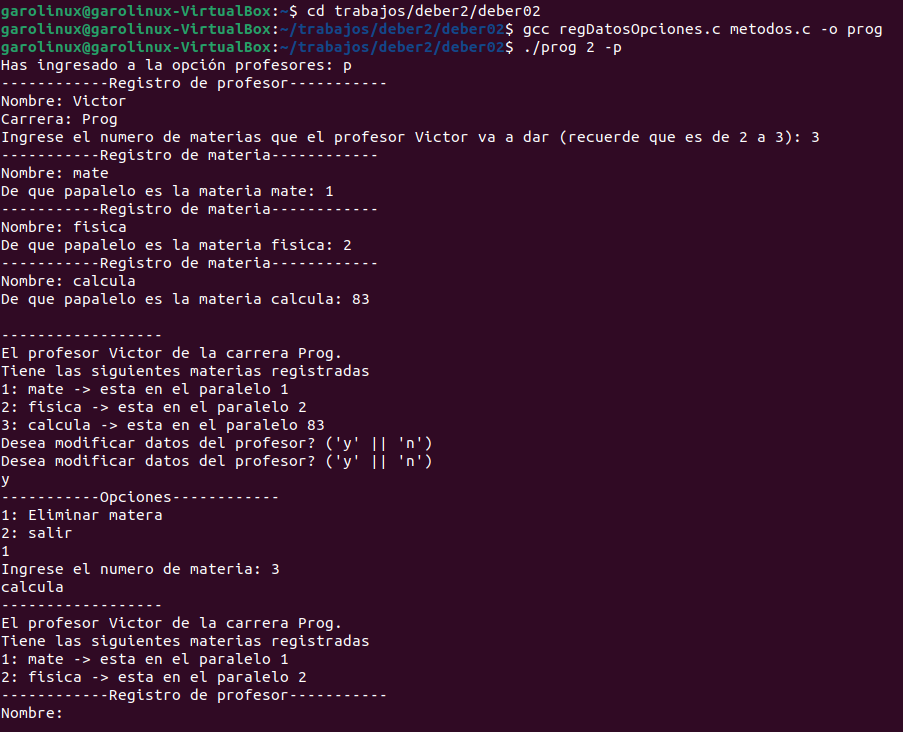 garolinux@garolinux-VirtualBox:~$ cd trabajos/deber2/deber02
garolinux@garolinux-VirtualBox:~/trabajos/deber2/deber02$ gcc regDatosOpciones.c metodos.c -o prog
garolinux@garolinux-VirtualBox:~/trabajos/deber2/deber02$ ./prog 2 -p
Has ingresado a la opción profesores: p
------------Registro de profesor-----------
Nombre: Victor
Carrera: Prog
Ingrese el numero de materias que el profesor Victor va a dar (recuerde que es de 2 a 3): 3
-----------Registro de materia------------
Nombre: mate
De que papalelo es la materia mate: 1
-----------Registro de materia------------
Nombre: fisica
De que papalelo es la materia fisica: 2
-----------Registro de materia------------
Nombre: calcula
De que papalelo es la materia calcula: 83
------------------
El profesor Victor de la carrera Prog.
Tiene las siguientes materias registradas
1: mate -> esta en el paralelo 1
2: fisica -> esta en el paralelo 2
3: calcula -> esta en el paralelo 83
Desea modificar datos del profesor? ('y' || 'n')
Desea modificar datos del profesor? ('y' || 'n')
y
-----------Opciones------------
1: Eliminar matera
2: salir
1
Ingrese el numero de materia: 3
calcula
------------------
El profesor Victor de la carrera Prog.
Tiene las siguientes materias registradas
1: mate -> esta en el paralelo 1
2: fisica -> esta en el paralelo 2
------------Registro de profesor-----------
Nombre: